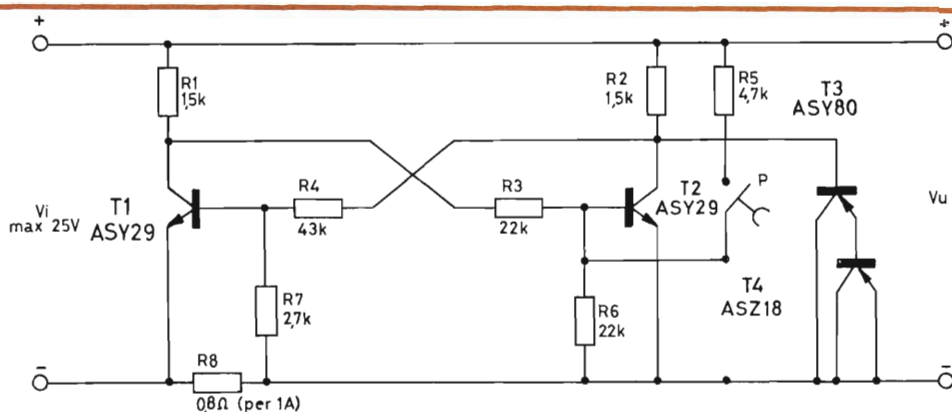 +
+
R1
1,5k
R2
1,5k
R5
4,7k
T3
ASY80
R4
43k
R3
22k
T2
ASY29
P
Vi
max 25V
T1
ASY29
Vu
R7
2,7k
R6
22k
T4
ASZ18
R8
0,8Ω (per 1A)
-
-